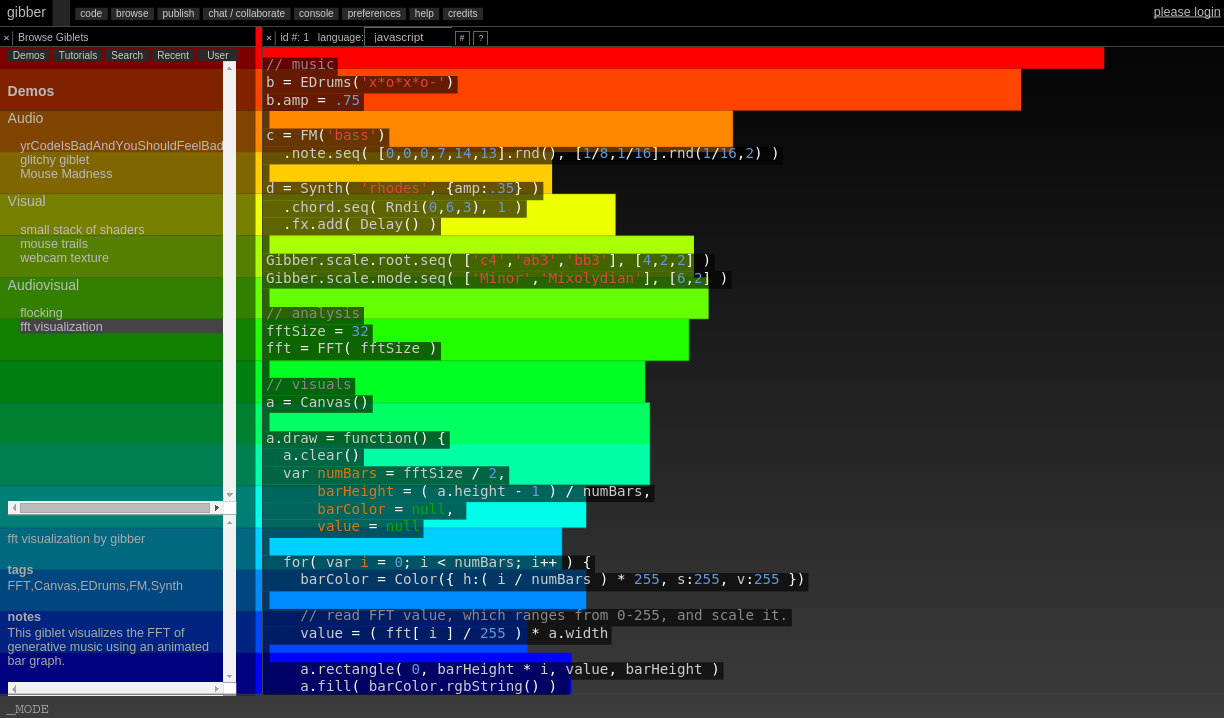 gibber code browse publish chat / collaborate console preferences help credits please login
× Browse Giblets
Demos Tutorials Search Recent User
Demos
Audio
yrCodeIsBadAndYouShouldFeelBad
glitchy giblet
Mouse Madness
Visual
small stack of shaders
mouse trails
webcam texture
Audiovisual
flocking
fft visualization
fft visualization by gibber
tags
FFT,Canvas,EDrums,FM,Synth
notes
This giblet visualizes the FFT of
generative music using an animated
bar graph.
× id #: 1 language: javascript # ?
// music
b = EDrums('x*o*x*o-')
b.amp = .75
c = FM('bass')
.note.seq( [0,0,0,7,14,13].rnd(), [1/8,1/16].rnd(1/16,2) )
d = Synth( 'rhodes', {amp:.35} )
.chord.seq( Rndi(0,6,3), 1 )
.fx.add( Delay() )
Gibber.scale.root.seq( ['c4','ab3','bb3'], [4,2,2] )
Gibber.scale.mode.seq( ['Minor','Mixolydian'], [6,2] )
// analysis
fftSize = 32
fft = FFT( fftSize )
// visuals
a = Canvas()
a.draw = function() {
a.clear()
var numBars = fftSize / 2,
barHeight = ( a.height - 1 ) / numBars,
barColor = null,
value = null
for( var i = 0; i < numBars; i++ ) {
barColor = Color({ h:( i / numBars ) * 255, s:255, v:255 })
// read FFT value, which ranges from 0-255, and scale it.
value = ( fft[ i ] / 255 ) * a.width
a.rectangle( 0, barHeight * i, value, barHeight )
a.fill( barColor.rgbString() )
_MODE